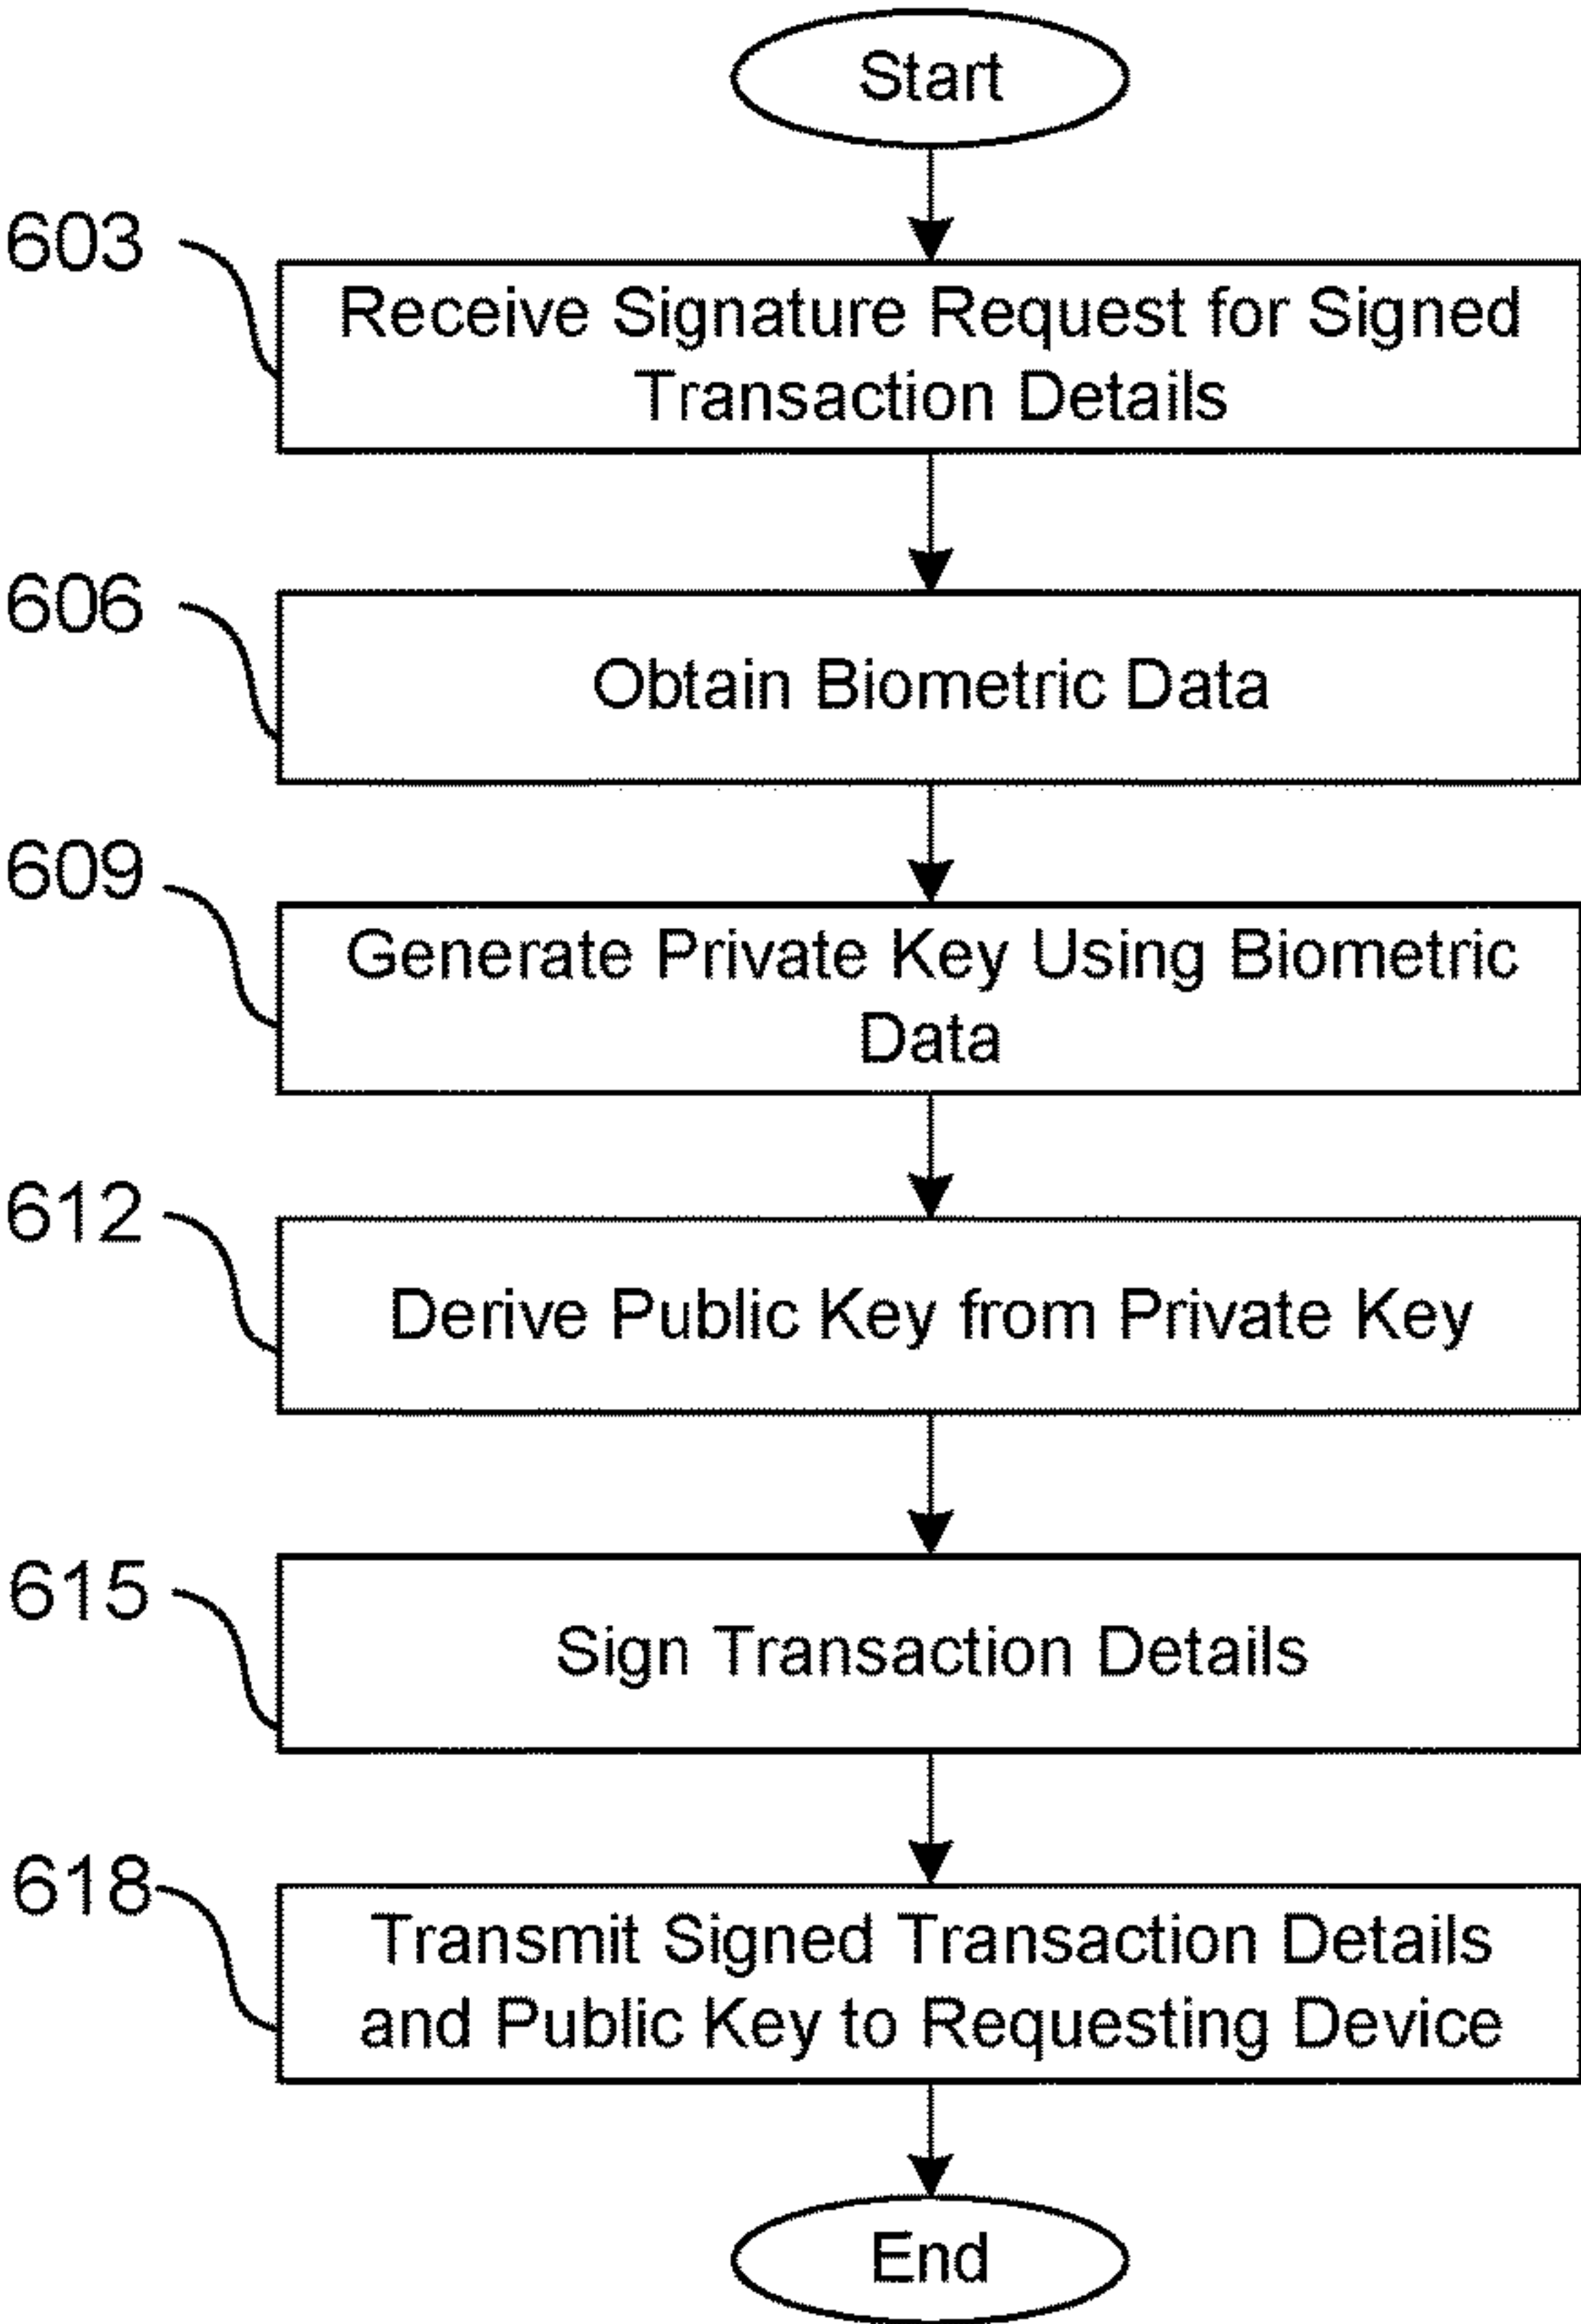 Start
603
Receive Signature Request for Signed
Transaction Details
606
Obtain Biometric Data
609
Generate Private Key Using Biometric
Data
612
Derive Public Key from Private Key
615
Sign Transaction Details
618
Transmit Signed Transaction Details
and Public Key to Requesting Device
End